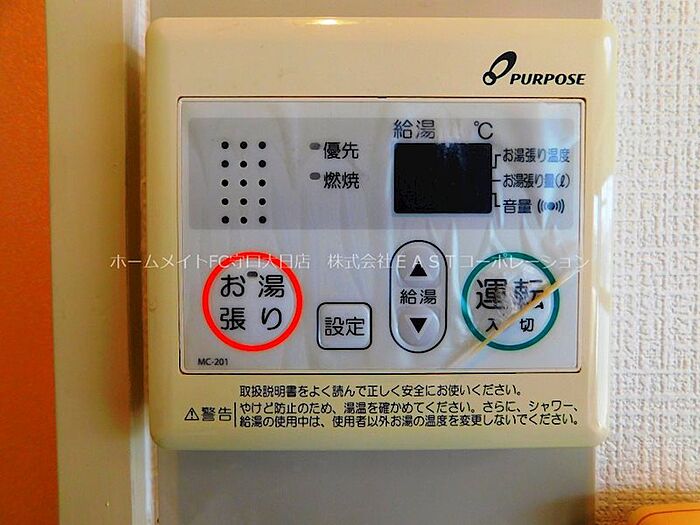 PURPOSE
給湯 ℃
優先
燃焼
お湯張り温度
お湯張り量(ℓ)
音量
ホームメイトFC守口大日店 株式会社ＥＡＳＴコーポレーション
お湯
張り
設定
給湯
運転
入 切
MC-201
取扱説明書をよく読んで正しく安全にお使いください。
警告
やけど防止のため、湯温を確かめてください。さらに、シャワー、
給湯の使用中は、使用者以外お湯の温度を変更しないでください。